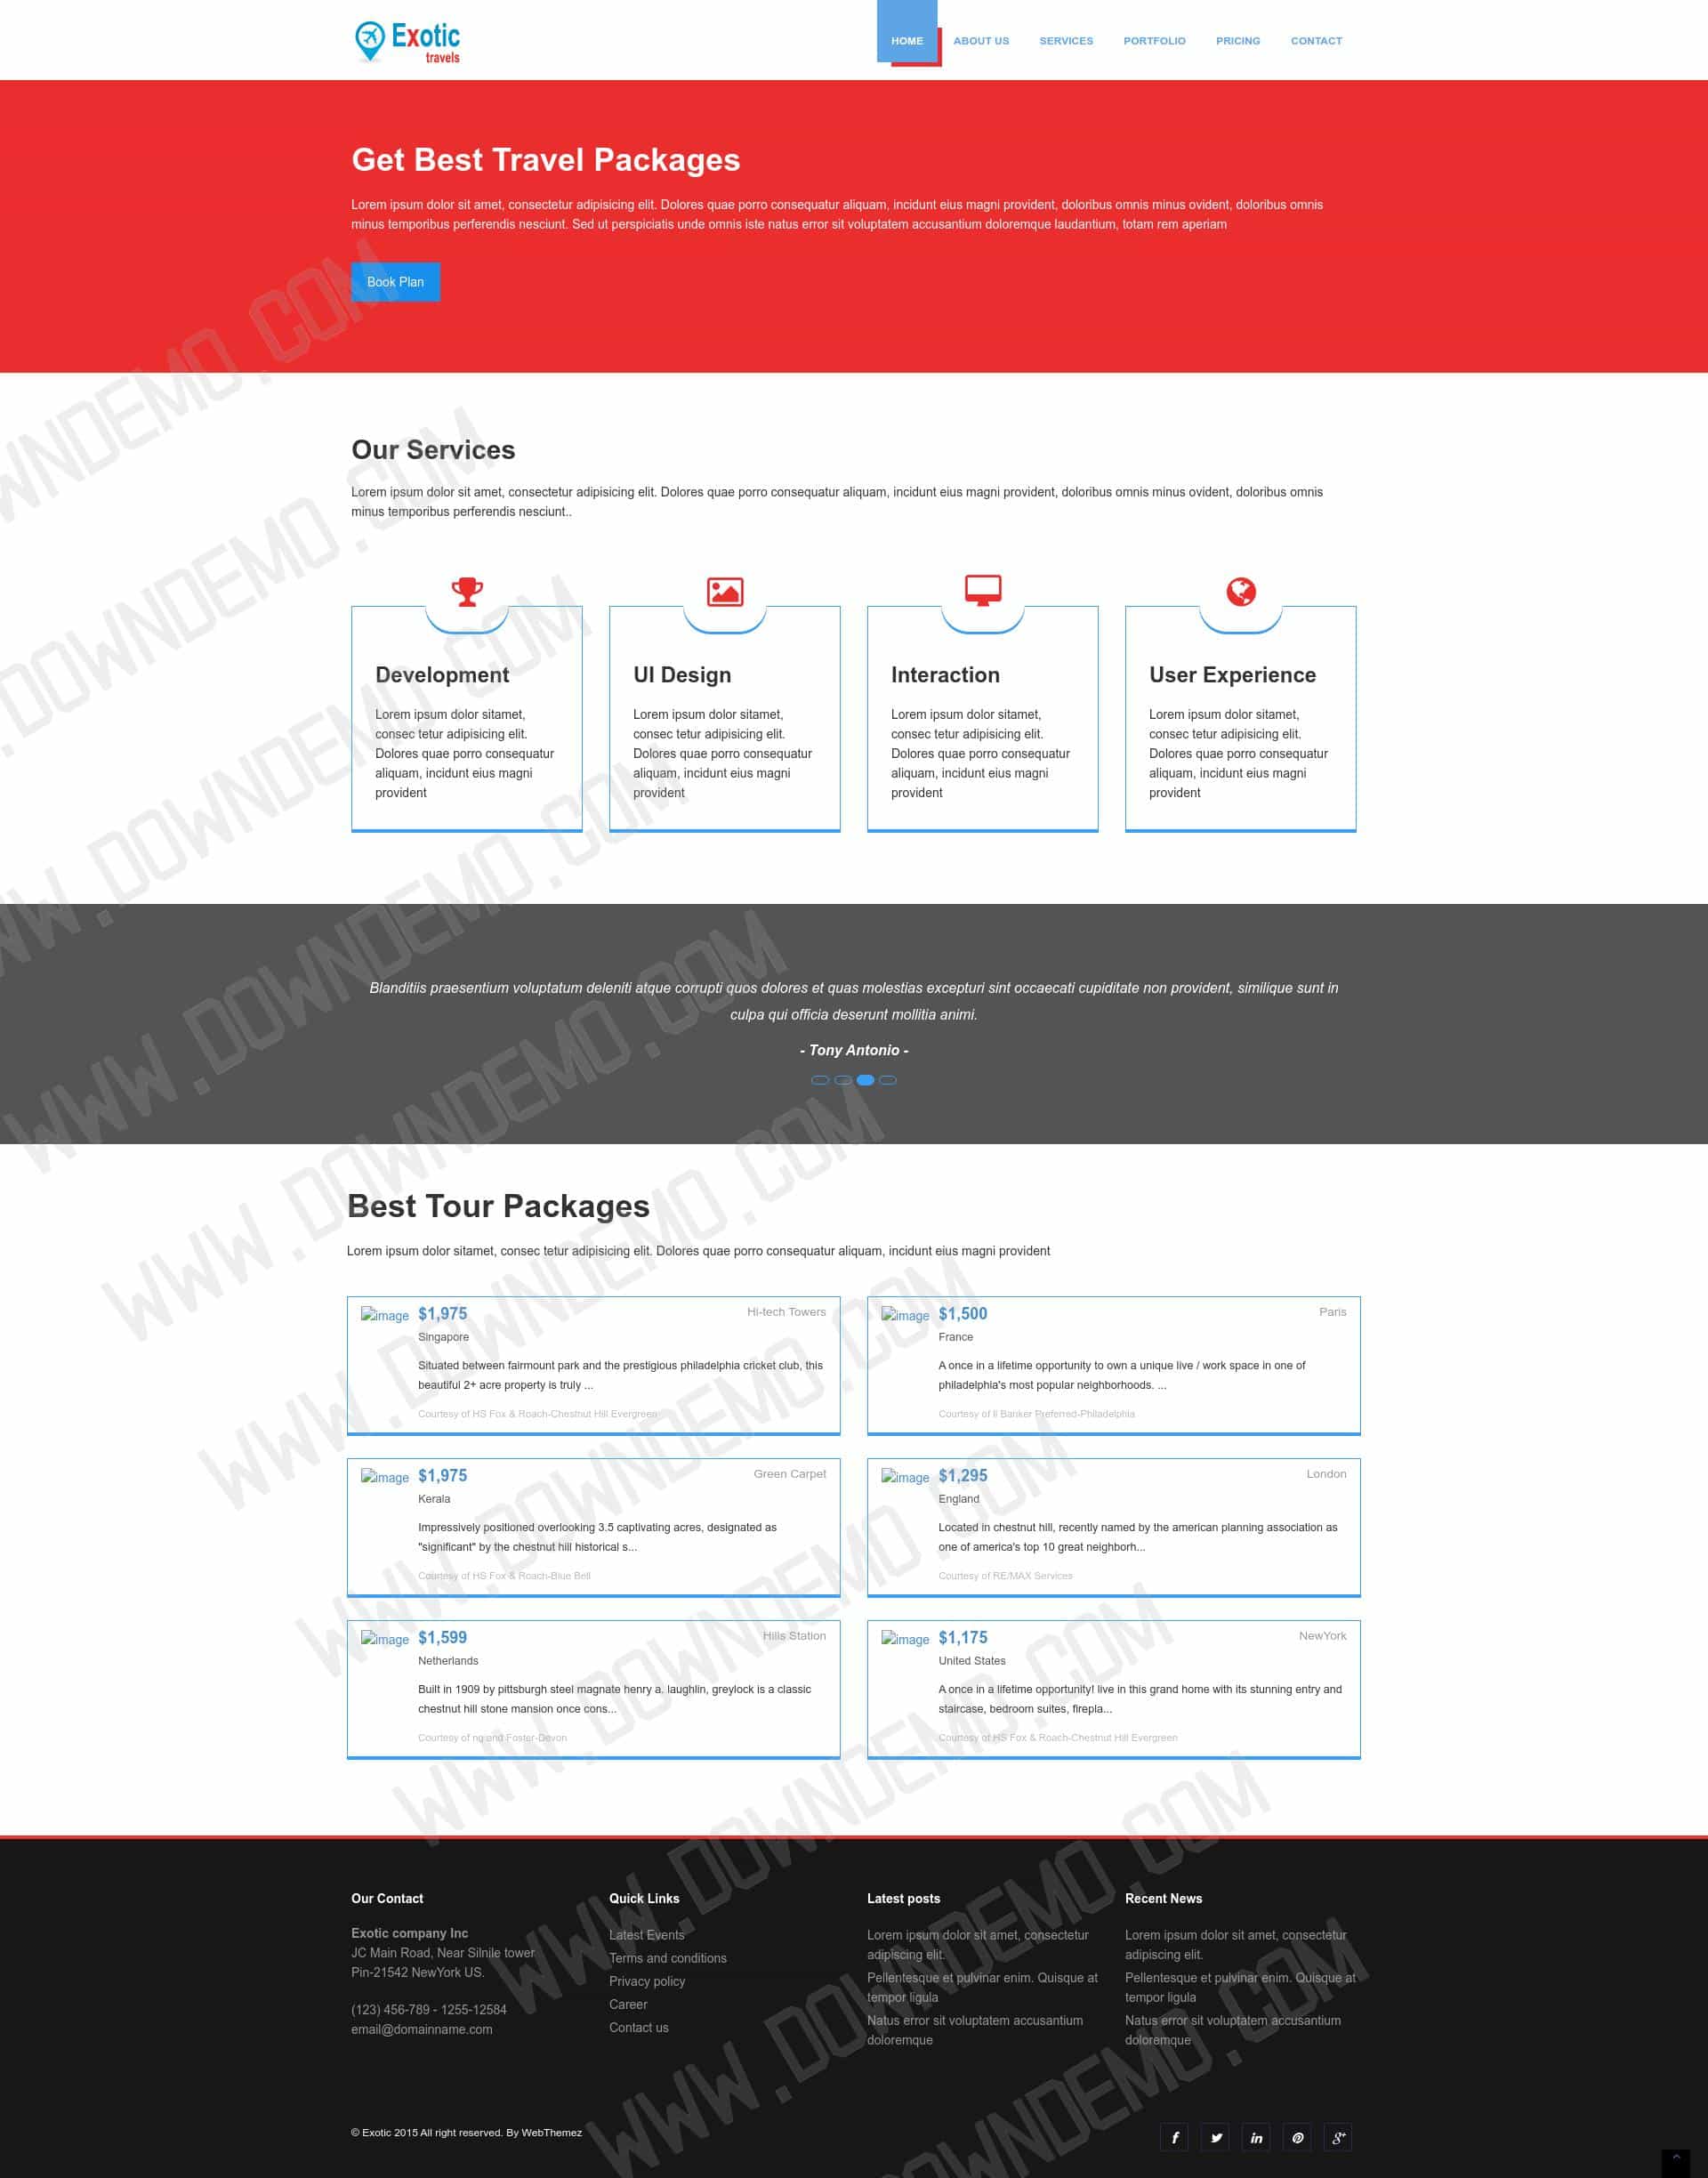 Exotic
travels
HOME ABOUT US SERVICES PORTFOLIO PRICING CONTACT
Get Best Travel Packages
Lorem ipsum dolor sit amet, consectetur adipisicing elit. Dolores quae porro consequatur aliquam, incidunt eius magni provident, doloribus omnis minus ovident, doloribus omnis
minus temporibus perferendis nesciunt. Sed ut perspiciatis unde omnis iste natus error sit voluptatem accusantium doloremque laudantium, totam rem aperiam
Book Plan
Our Services
Lorem ipsum dolor sit amet, consectetur adipisicing elit. Dolores quae porro consequatur aliquam, incidunt eius magni provident, doloribus omnis minus ovident, doloribus omnis
minus temporibus perferendis nesciunt..
Development
Lorem ipsum dolor sitamet,
consec tetur adipisicing elit.
Dolores quae porro consequatur
aliquam, incidunt eius magni
provident
UI Design
Lorem ipsum dolor sitamet,
consec tetur adipisicing elit.
Dolores quae porro consequatur
aliquam, incidunt eius magni
provident
Interaction
Lorem ipsum dolor sitamet,
consec tetur adipisicing elit.
Dolores quae porro consequatur
aliquam, incidunt eius magni
provident
User Experience
Lorem ipsum dolor sitamet,
consec tetur adipisicing elit.
Dolores quae porro consequatur
aliquam, incidunt eius magni
provident
Blanditiis praesentium voluptatum deleniti atque corrupti quos dolores et quas molestias excepturi sint occaecati cupiditate non provident, similique sunt in
culpa qui officia deserunt mollitia animi.
- Tony Antonio -
Best Tour Packages
Lorem ipsum dolor sitamet, consec tetur adipisicing elit. Dolores quae porro consequatur aliquam, incidunt eius magni provident
image $1,975 Hi-tech Towers
Singapore
Situated between fairmount park and the prestigious philadelphia cricket club, this
beautiful 2+ acre property is truly ...
Courtesy of HS Fox & Roach-Chestnut Hill Evergreen
image $1,500 Paris
France
A once in a lifetime opportunity to own a unique live / work space in one of
philadelphia's most popular neighborhoods. ...
Courtesy of ll Banker Preferred-Philadelphia
image $1,975 Green Carpet
Kerala
Impressively positioned overlooking 3.5 captivating acres, designated as
"significant" by the chestnut hill historical s...
Courtesy of HS Fox & Roach-Blue Bell
image $1,295 London
England
Located in chestnut hill, recently named by the american planning association as
one of america's top 10 great neighborh...
Courtesy of RE/MAX Services
image $1,599 Hills Station
Netherlands
Built in 1909 by pittsburgh steel magnate henry a. laughlin, greylock is a classic
chestnut hill stone mansion once cons...
Courtesy of ng and Foster-Devon
image $1,175 NewYork
United States
A once in a lifetime opportunity! live in this grand home with its stunning entry and
staircase, bedroom suites, firepla...
Courtesy of HS Fox & Roach-Chestnut Hill Evergreen
Our Contact
Exotic company Inc
JC Main Road, Near Silnile tower
Pin-21542 NewYork US.
(123) 456-789 - 1255-12584
email@domainname.com
Quick Links
Latest Events
Terms and conditions
Privacy policy
Career
Contact us
Latest posts
Lorem ipsum dolor sit amet, consectetur
adipiscing elit.
Pellentesque et pulvinar enim. Quisque at
tempor ligula
Natus error sit voluptatem accusantium
doloremque
Recent News
Lorem ipsum dolor sit amet, consectetur
adipiscing elit.
Pellentesque et pulvinar enim. Quisque at
tempor ligula
Natus error sit voluptatem accusantium
doloremque
© Exotic 2015 All right reserved. By WebThemez
WWW.DOWNDEMO.COM
WWW.DOWNDEMO.COM
WWW.DOWNDEMO.COM
WWW.DOWNDEMO.COM
WWW.DOWNDEMO.COM
WWW.DOWNDEMO.COM
WWW.DOWNDEMO.COM